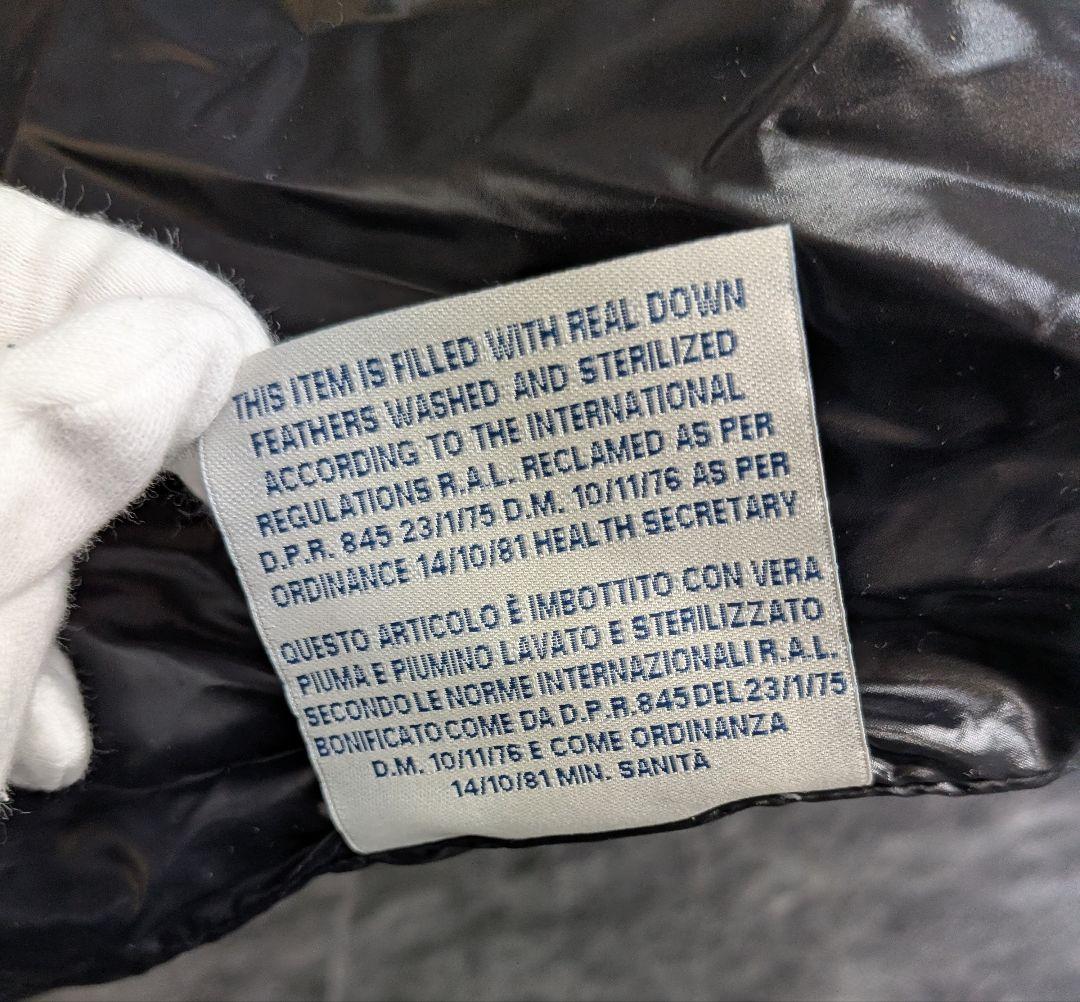 THIS ITEM IS FILLED WITH REAL DOWN
FEATHERS WASHED AND STERILIZED
ACCORDING TO THE INTERNATIONAL
REGULATIONS R.A.L. RECLAMED AS PER
D.P.R. 845 23/1/75 D.M. 10/11/76 AS PER
ORDINANCE 14/10/81 HEALTH SECRETARY
QUESTO ARTICOLO È IMBOTTITO CON VERA
PIUMA E PIUMINO LAVATO E STERILIZZATO
SECONDO LE NORME INTERNAZIONALI R.A.L.
BONIFICATO COME DA D.P.R. 845 DEL 23/1/75
D.M. 10/11/76 E COME ORDINANZA
14/10/81 MIN. SANITÀ